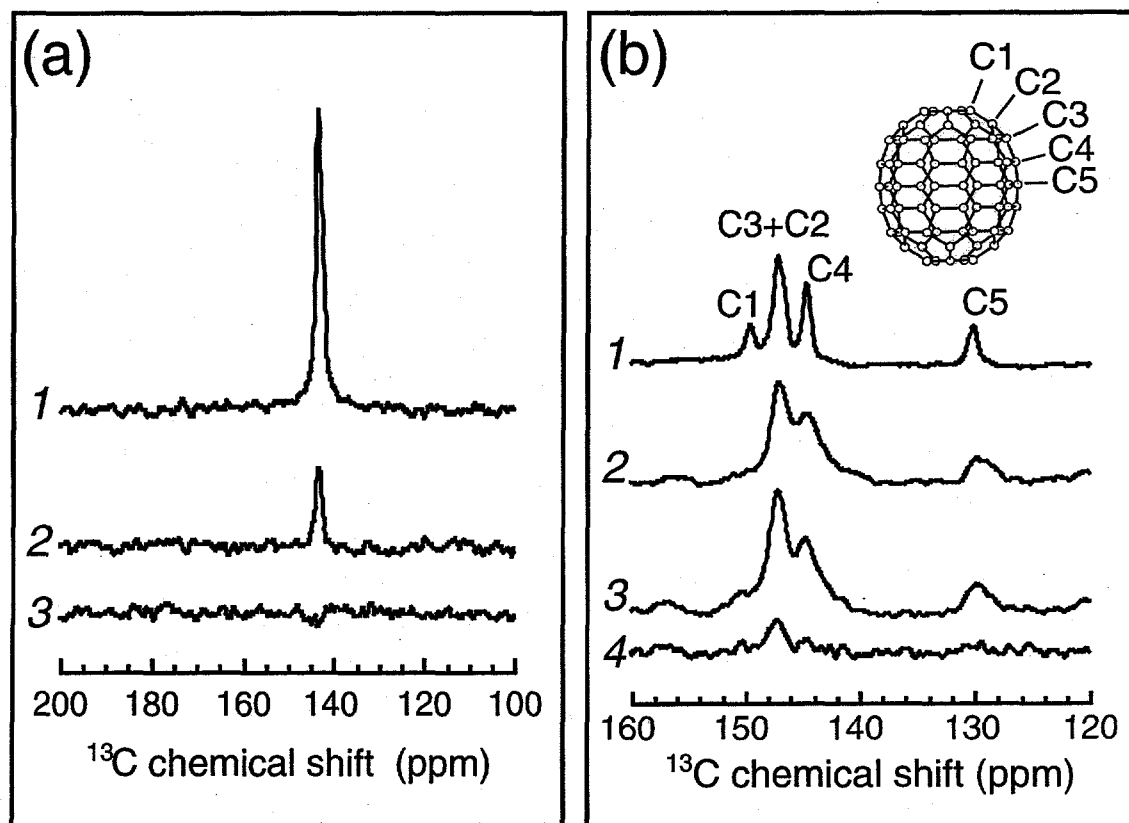 (a)
1
2
3
200 180 160 140 120 100
¹³C chemical shift (ppm)
(b)
C1
C2
C3
C4
C5
C3+C2
C1
C4
C5
1
2
3
4
160 150 140 130 120
¹³C chemical shift (ppm)